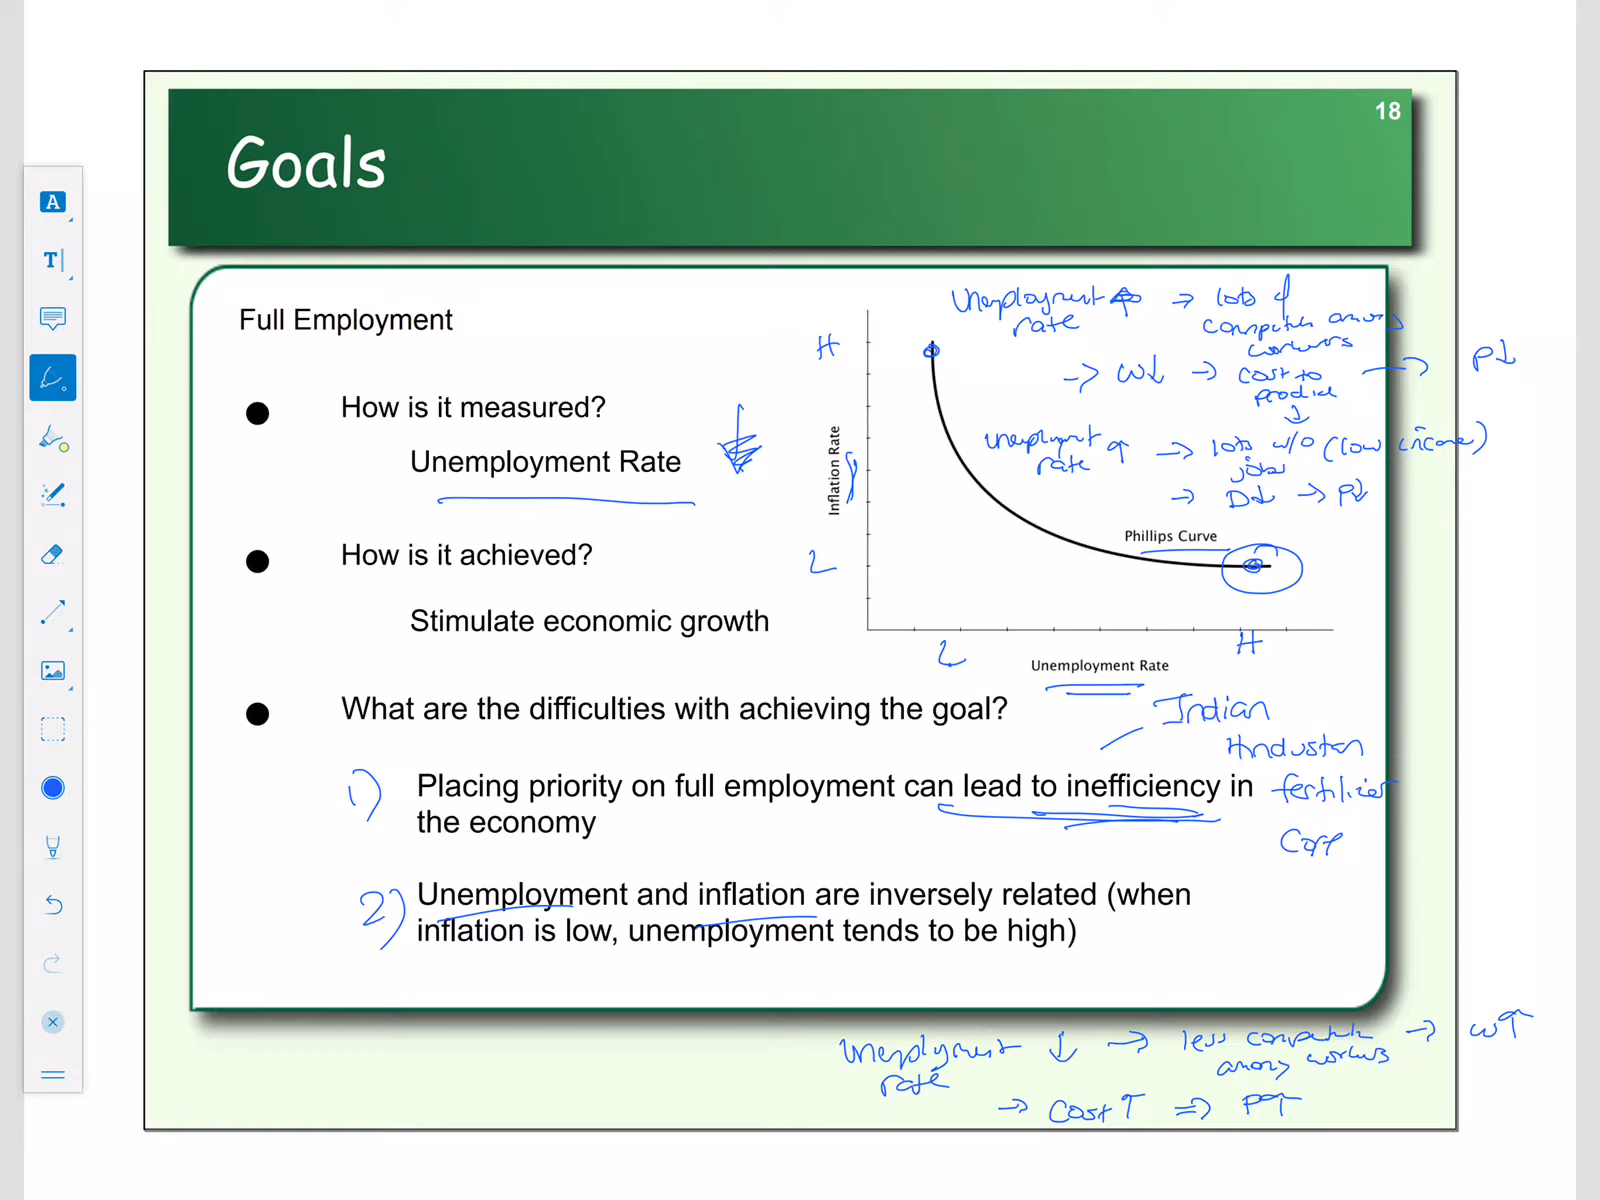 18
Goals
Full Employment
How is it measured?
Unemployment Rate
How is it achieved?
Stimulate economic growth
What are the difficulties with achieving the goal?
1) Placing priority on full employment can lead to inefficiency in
the economy
2) Unemployment and inflation are inversely related (when
inflation is low, unemployment tends to be high)
Inflation Rate
Phillips Curve
Unemployment Rate
H
L
L
H
Unemployment ↑ → lots of
rate
among
workers
→ w↓ → cost to → P↓
↓
Unemployment ↑ → lots w/o (low income)
rate jobs
→ D↓ → P↓
Indian
Hindustan
fertilizer
Corp
Unemployment ↓ → less → w↑
rate among workers
→ Cost ↑ ⇒ P↑
A
T